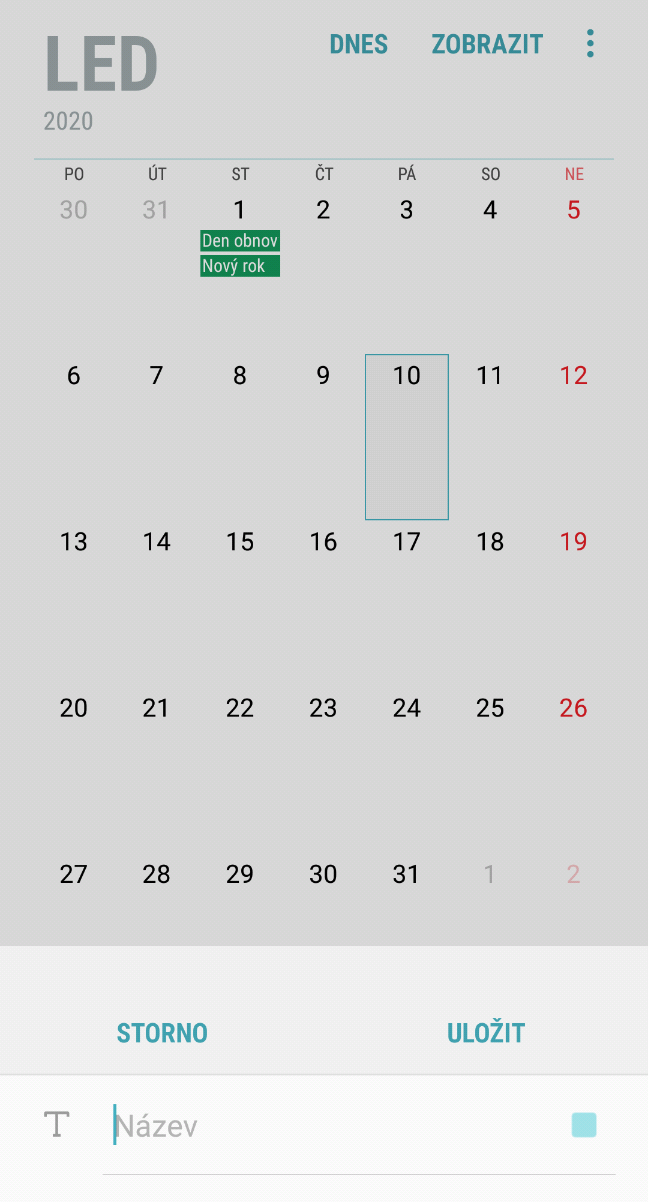 LED
DNES ZOBRAZIT
2020
PO ÚT ST ČT PÁ SO NE
30 31 1 2 3 4 5
Den obnov
Nový rok
6 7 8 9 10 11 12
13 14 15 16 17 18 19
20 21 22 23 24 25 26
27 28 29 30 31 1 2
STORNO ULOŽIT
T Název